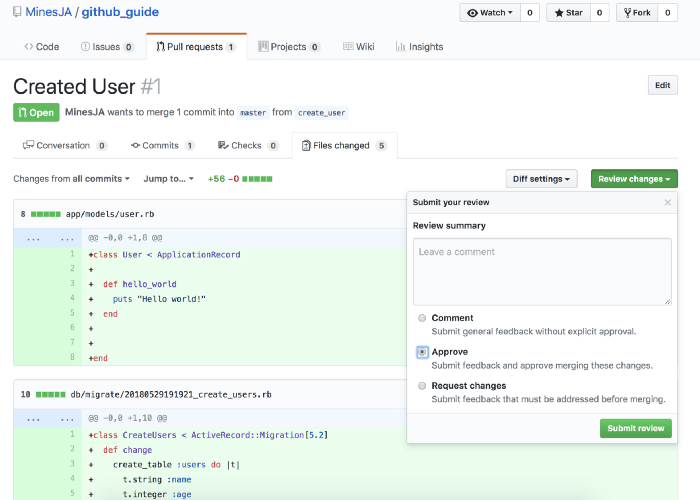 MinesJA / github_guide
Watch 0 Star 0 Fork 0
Code Issues 0 Pull requests 1 Projects 0 Wiki Insights
Created User #1
Edit
Open MinesJA wants to merge 1 commit into master from create_user
Conversation 0 Commits 1 Checks 0 Files changed 5
Changes from all commits Jump to... +56 −0
Diff settings Review changes
8 app/models/user.rb
... ... @@ -0,0 +1,8 @@
1 +class User < ApplicationRecord
2 +
3 + def hello_world
4 + puts "Hello world!"
5 + end
6 +
7 +
8 +end
10 db/migrate/20180529191921_create_users.rb
... ... @@ -0,0 +1,10 @@
1 +class CreateUsers < ActiveRecord::Migration[5.2]
2 + def change
3 + create_table :users do |t|
4 + t.string :name
5 + t.integer :age
Submit your review ×
Review summary
Leave a comment
Comment
Submit general feedback without explicit approval.
Approve
Submit feedback and approve merging these changes.
Request changes
Submit feedback that must be addressed before merging.
Submit review